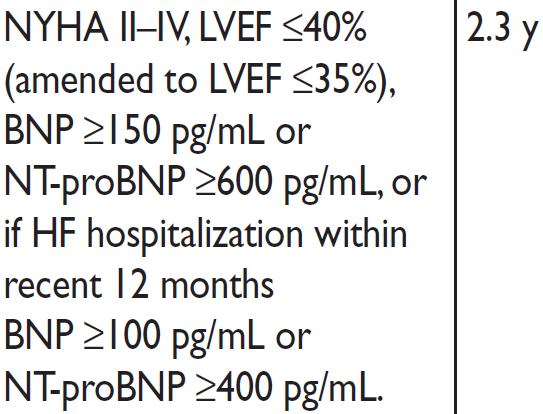 NYHA II–IV, LVEF ≤40%
(amended to LVEF ≤35%),
BNP ≥150 pg/mL or
NT-proBNP ≥600 pg/mL, or
if HF hospitalization within
recent 12 months
BNP ≥100 pg/mL or
NT-proBNP ≥400 pg/mL.
2.3 y